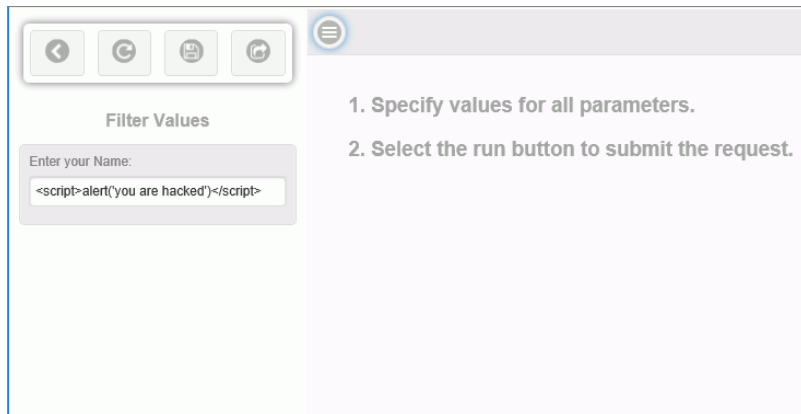 Filter Values
Enter your Name:
<script>alert('you are hacked')</script>
1. Specify values for all parameters.
2. Select the run button to submit the request.